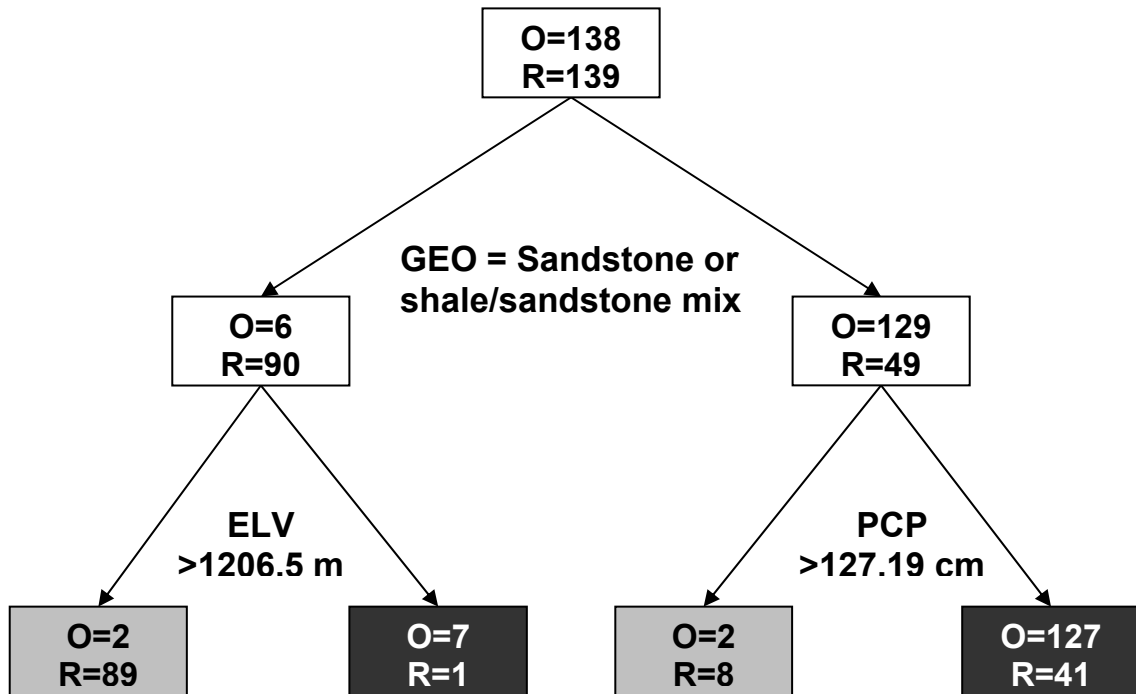 O=138
R=139
GEO = Sandstone or
shale/sandstone mix
O=6
R=90
O=129
R=49
ELV
>1206.5 m
PCP
>127.19 cm
O=2
R=89
O=7
R=1
O=2
R=8
O=127
R=41